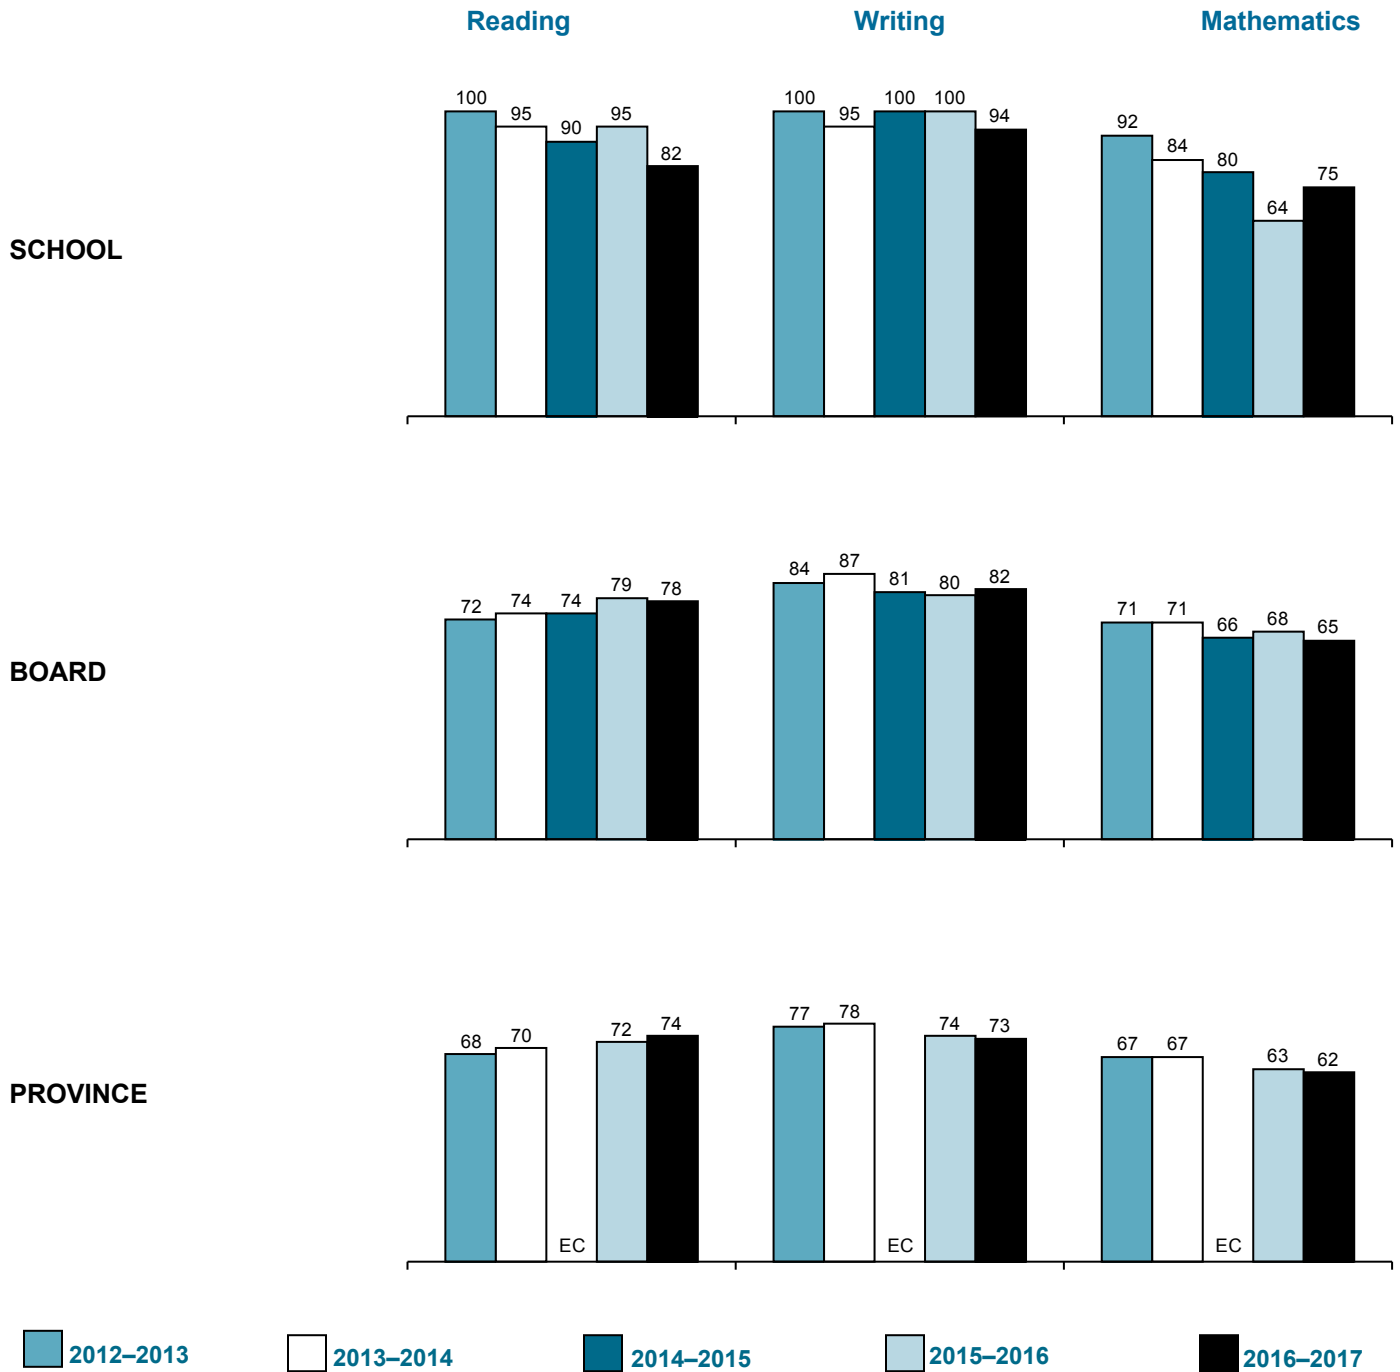 Reading Writing Mathematics
100 95 90 95 82 100 95 100 100 94 92 84 80 64 75
SCHOOL
72 74 74 79 78 84 87 81 80 82 71 71 66 68 65
BOARD
68 70 EC 72 74 77 78 EC 74 73 67 67 EC 63 62
PROVINCE
2012–2013 2013–2014 2014–2015 2015–2016 2016–2017